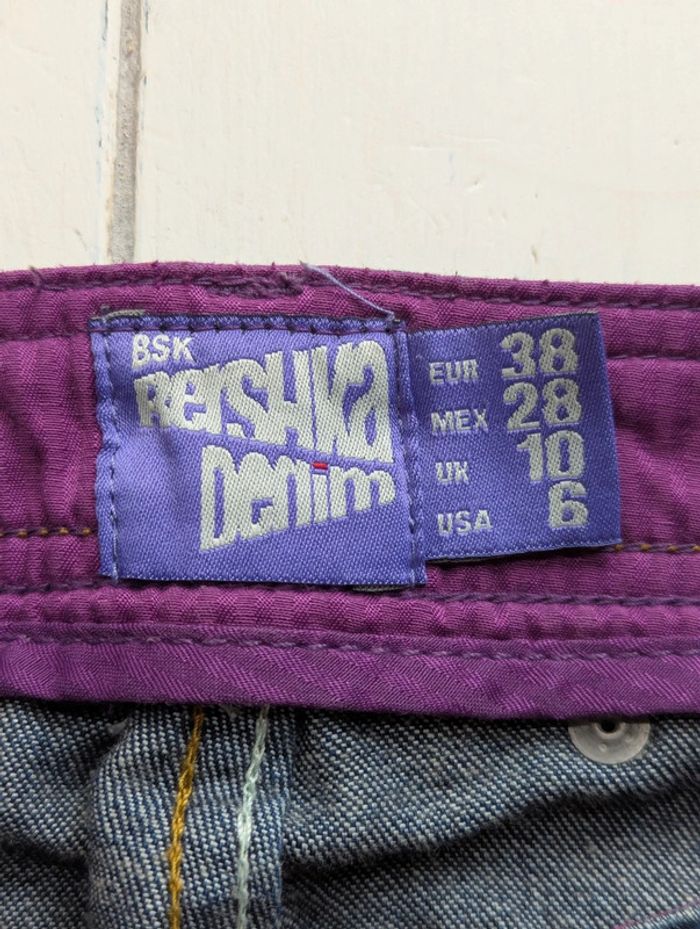 BSK
Bershka
Denim
EUR 38
MEX 28
UK 10
USA 6